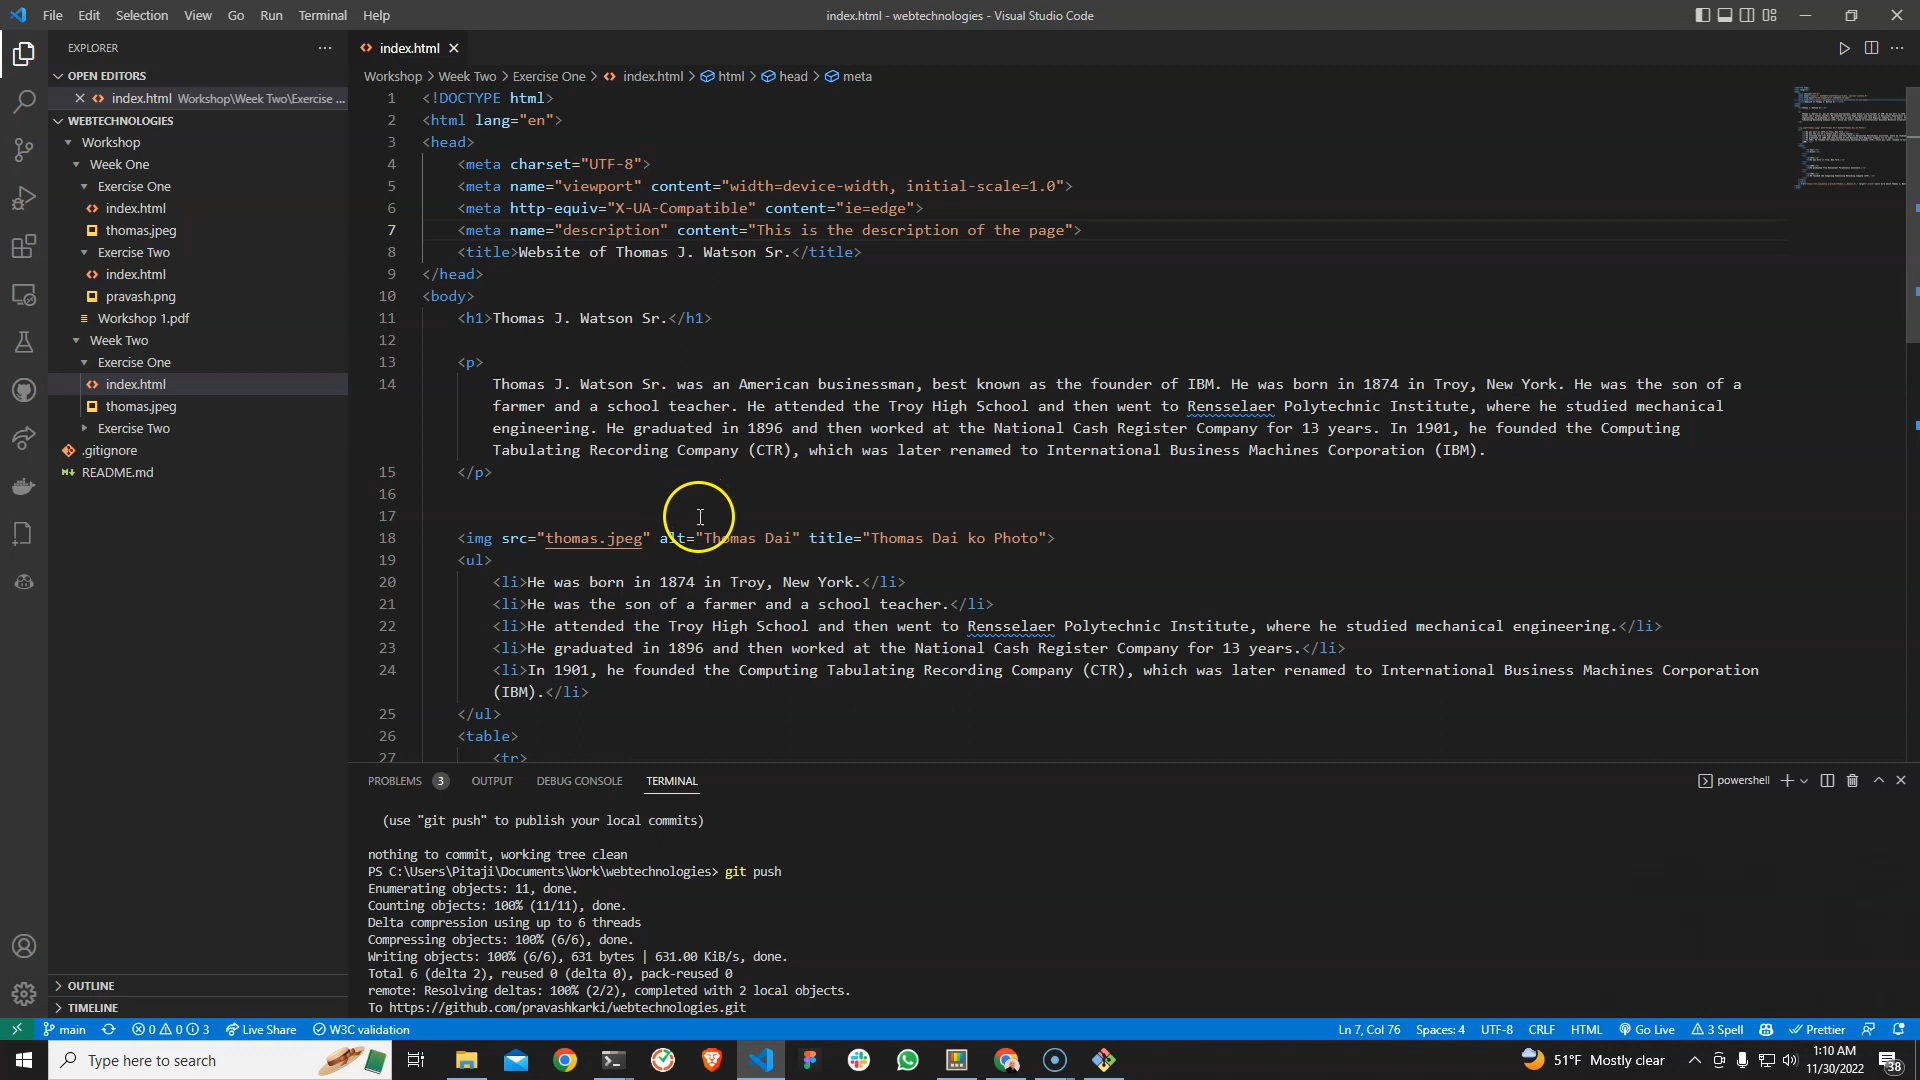 File Edit Selection View Go Run Terminal Help
index.html - webtechnologies - Visual Studio Code
EXPLORER
index.html
OPEN EDITORS
index.html Workshop\Week Two\Exercise ...
WEBTECHNOLOGIES
Workshop
Week One
Exercise One
index.html
thomas.jpeg
Exercise Two
index.html
pravash.png
Workshop 1.pdf
Week Two
Exercise One
index.html
thomas.jpeg
Exercise Two
.gitignore
README.md
OUTLINE
TIMELINE
Workshop > Week Two > Exercise One > index.html > html > head > meta
1 <!DOCTYPE html>
2 <html lang="en">
3 <head>
4 <meta charset="UTF-8">
5 <meta name="viewport" content="width=device-width, initial-scale=1.0">
6 <meta http-equiv="X-UA-Compatible" content="ie=edge">
7 <meta name="description" content="This is the description of the page">
8 <title>Website of Thomas J. Watson Sr.</title>
9 </head>
10 <body>
11 <h1>Thomas J. Watson Sr.</h1>
12
13 <p>
14 Thomas J. Watson Sr. was an American businessman, best known as the founder of IBM. He was born in 1874 in Troy, New York. He was the son of a
farmer and a school teacher. He attended the Troy High School and then went to Rensselaer Polytechnic Institute, where he studied mechanical
engineering. He graduated in 1896 and then worked at the National Cash Register Company for 13 years. In 1901, he founded the Computing
Tabulating Recording Company (CTR), which was later renamed to International Business Machines Corporation (IBM).
15 </p>
16
17
18 <img src="thomas.jpeg" alt="Thomas Dai" title="Thomas Dai ko Photo">
19 <ul>
20 <li>He was born in 1874 in Troy, New York.</li>
21 <li>He was the son of a farmer and a school teacher.</li>
22 <li>He attended the Troy High School and then went to Rensselaer Polytechnic Institute, where he studied mechanical engineering.</li>
23 <li>He graduated in 1896 and then worked at the National Cash Register Company for 13 years.</li>
24 <li>In 1901, he founded the Computing Tabulating Recording Company (CTR), which was later renamed to International Business Machines Corporation
(IBM).</li>
25 </ul>
26 <table>
27 <tr>
PROBLEMS 3 OUTPUT DEBUG CONSOLE TERMINAL
powershell
(use "git push" to publish your local commits)
nothing to commit, working tree clean
PS C:\Users\Pitaji\Documents\Work\webtechnologies> git push
Enumerating objects: 11, done.
Counting objects: 100% (11/11), done.
Delta compression using up to 6 threads
Compressing objects: 100% (6/6), done.
Writing objects: 100% (6/6), 631 bytes | 631.00 KiB/s, done.
Total 6 (delta 2), reused 0 (delta 0), pack-reused 0
remote: Resolving deltas: 100% (2/2), completed with 2 local objects.
To https://github.com/pravashkarki/webtechnologies.git
main 0 0 3 Live Share W3C validation
Ln 7, Col 76 Spaces: 4 UTF-8 CRLF HTML Go Live 3 Spell Prettier
Type here to search
51°F Mostly clear
1:10 AM
11/30/2022
38